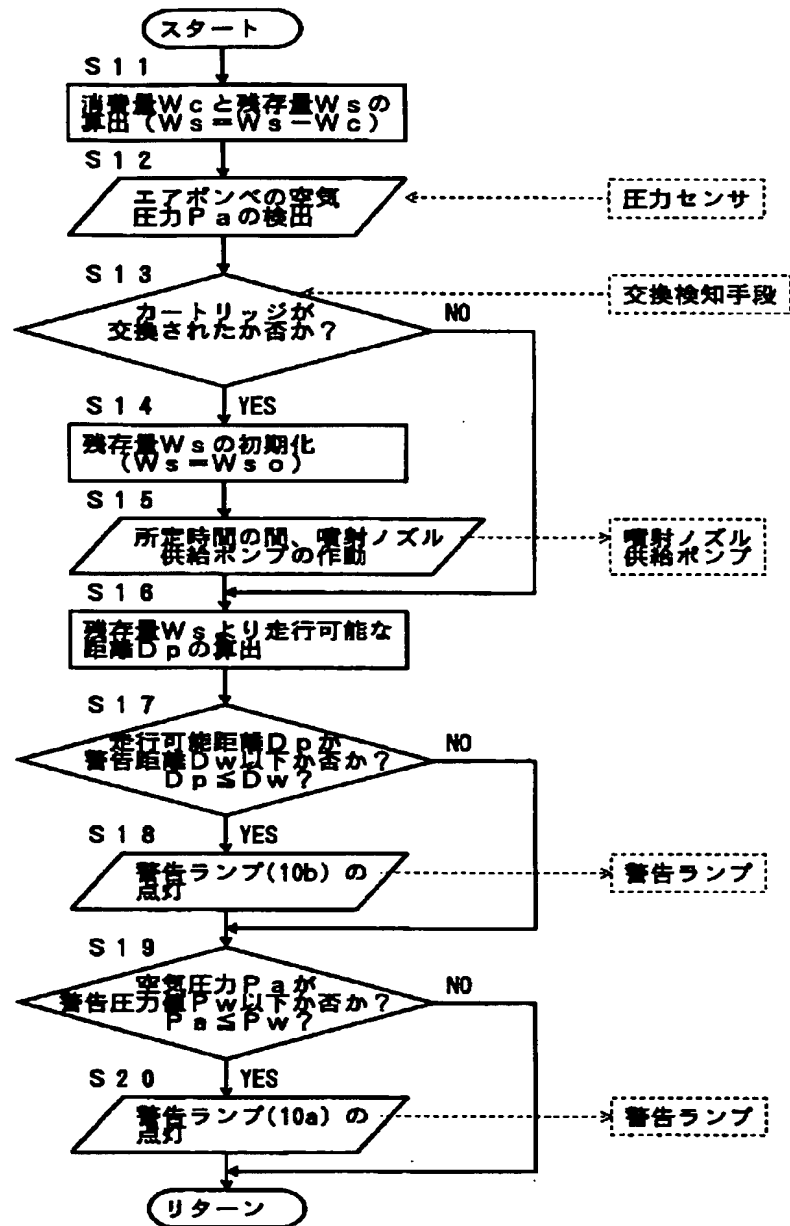 スタート
S11
消費量Wcと残存量Wsの
算出(Ws=Ws-Wc)
S12
エアボンベの空気
圧力Paの検出
圧力センサ
S13
交換検知手段
カートリッジが
交換されたか否か?
NO
S14
YES
残存量Wsの初期化
(Ws=Wso)
S15
所定時間の間、噴射ノズル
供給ポンプの作動
噴射ノズル
供給ポンプ
S16
残存量Wsより走行可能な
距離Dpの算出
S17
走行可能距離Dpが
警告距離Dw以下か否か?
Dp≦Dw?
NO
S18
YES
警告ランプ(10b)の
点灯
警告ランプ
S19
空気圧力Paが
警告圧力値Pw以下か否か?
Pa≦Pw?
NO
S20
YES
警告ランプ(10a)の
点灯
警告ランプ
リターン